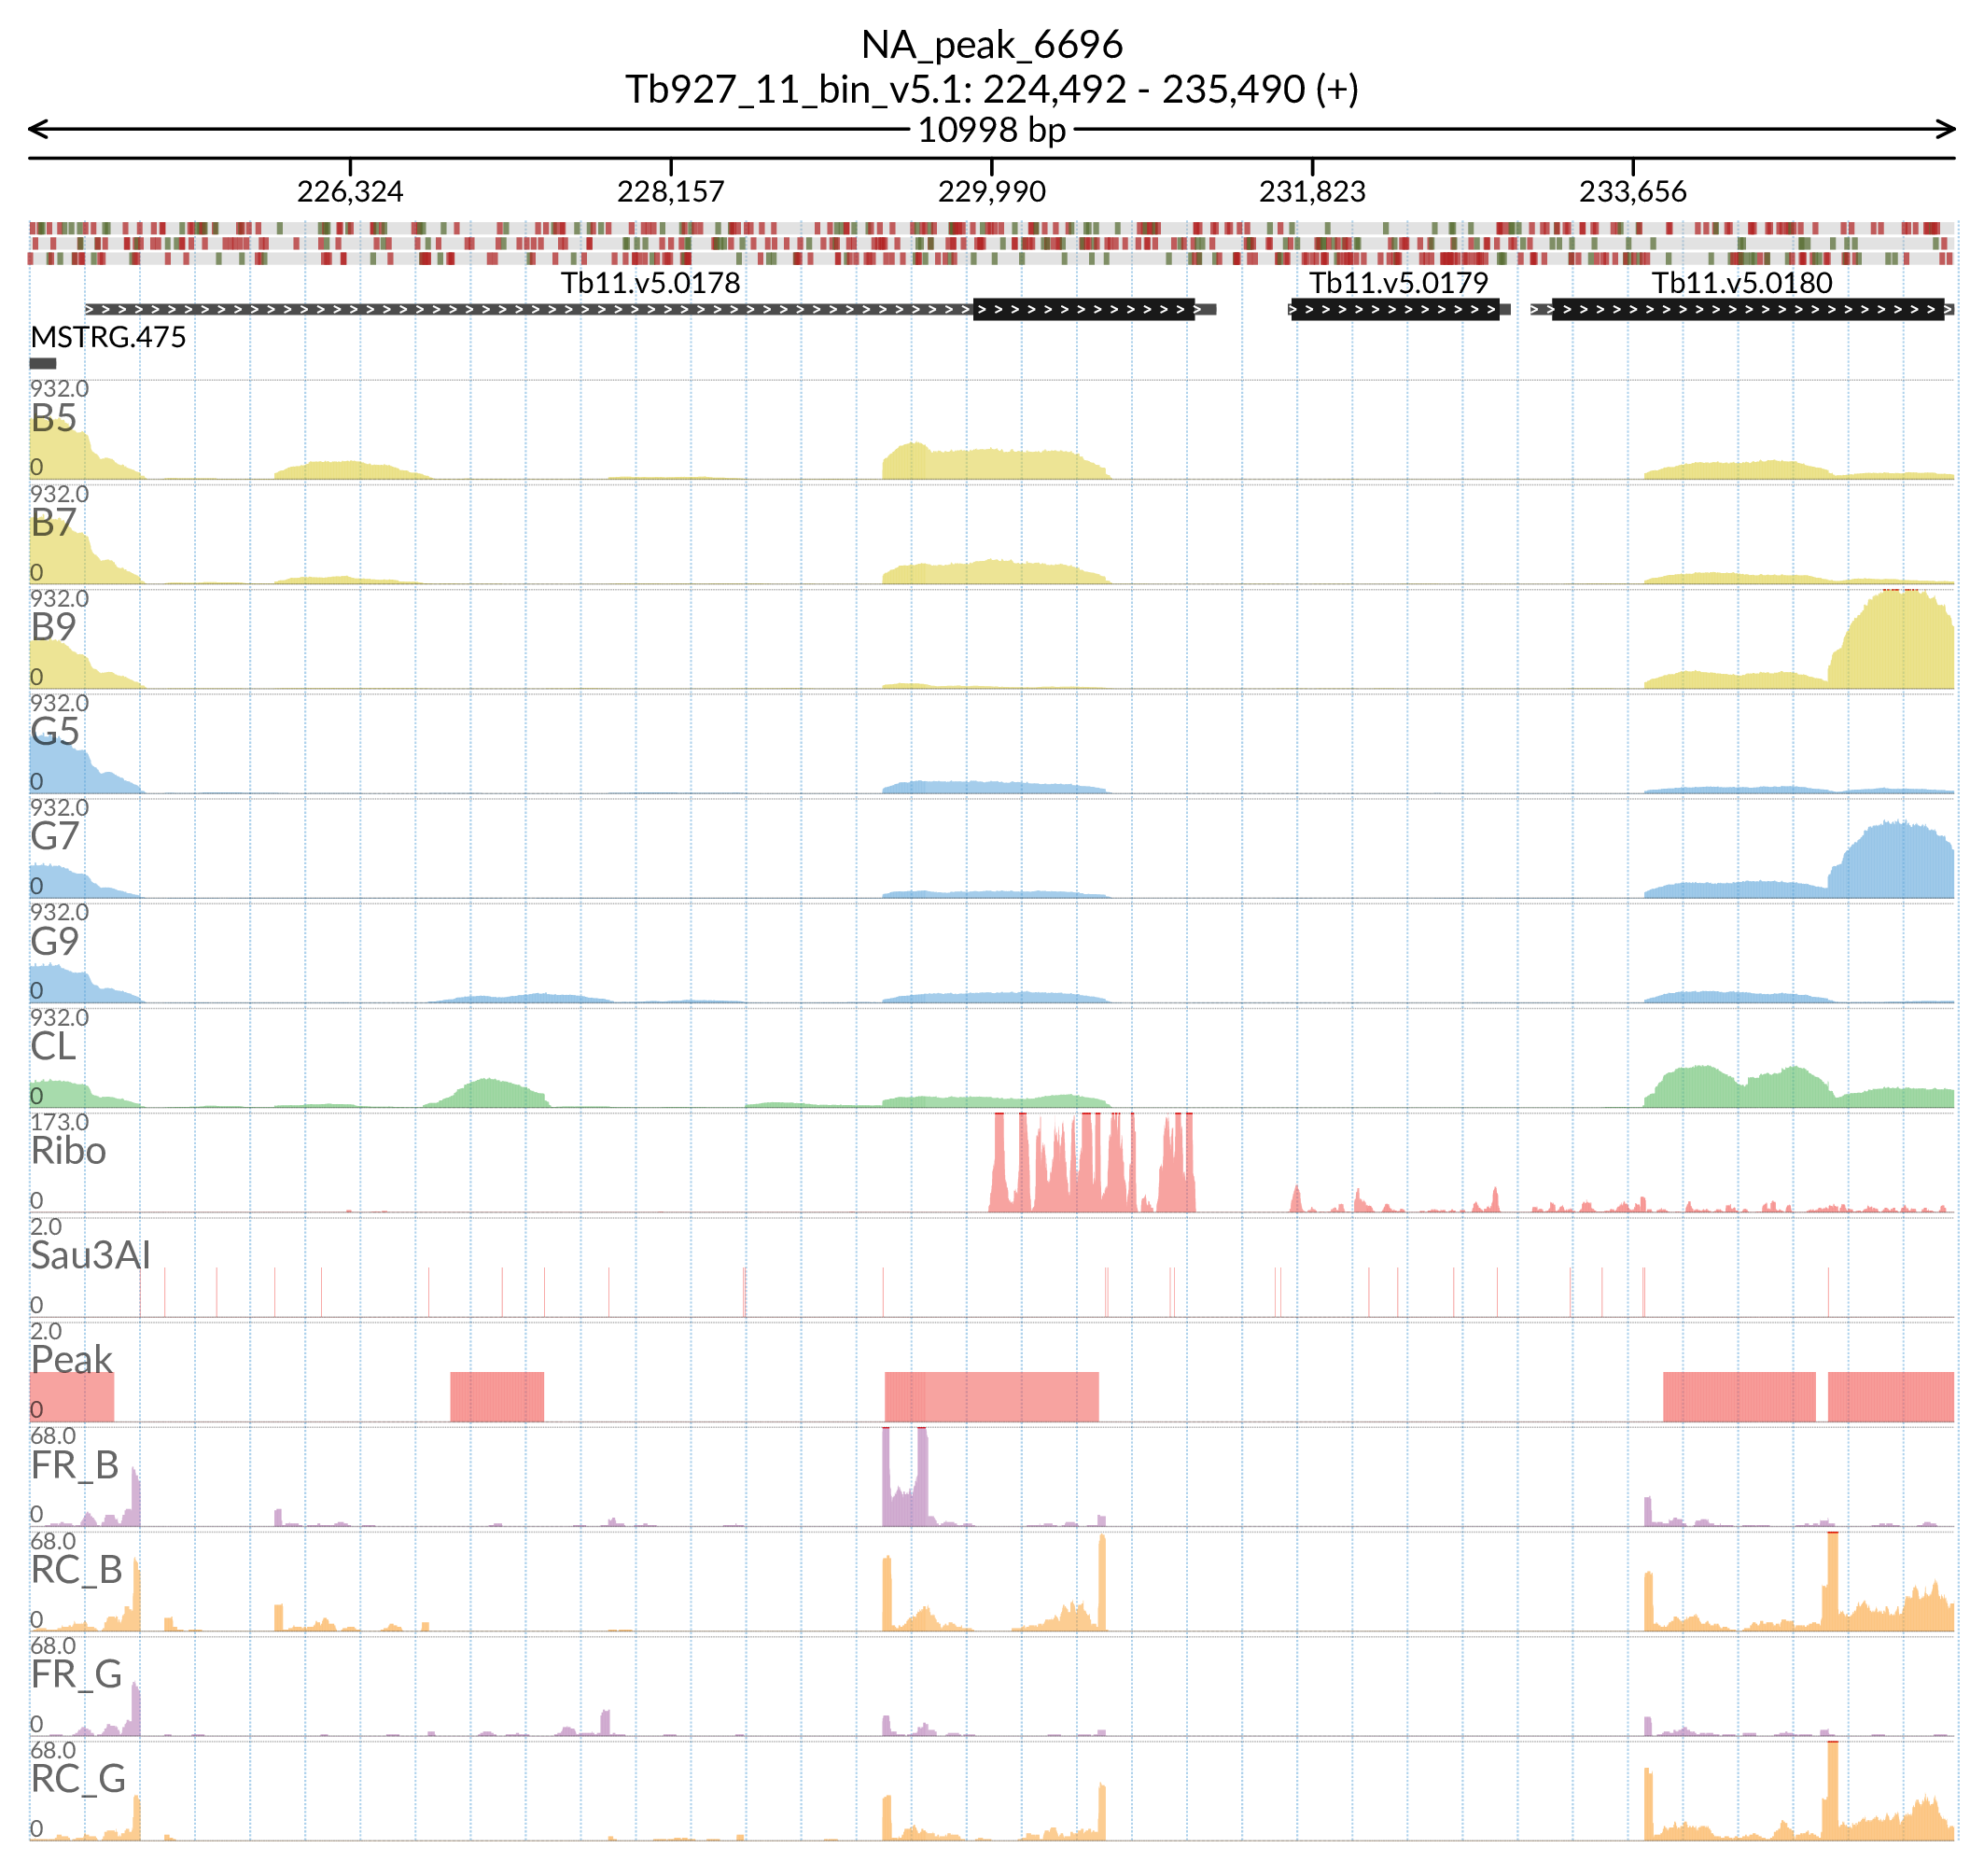 NA_peak_6696
Tb927_11_bin_v5.1: 224,492 - 235,490 (+)
10998 bp
226,324 228,157 229,990 231,823 233,656
Tb11.v5.0178 Tb11.v5.0179 Tb11.v5.0180
MSTRG.475
932.0
B5
0
932.0
B7
0
932.0
B9
0
932.0
G5
0
932.0
G7
0
932.0
G9
0
932.0
CL
0
173.0
Ribo
0
2.0
Sau3AI
0
2.0
Peak
0
68.0
FR_B
0
68.0
RC_B
0
68.0
FR_G
0
68.0
RC_G
0